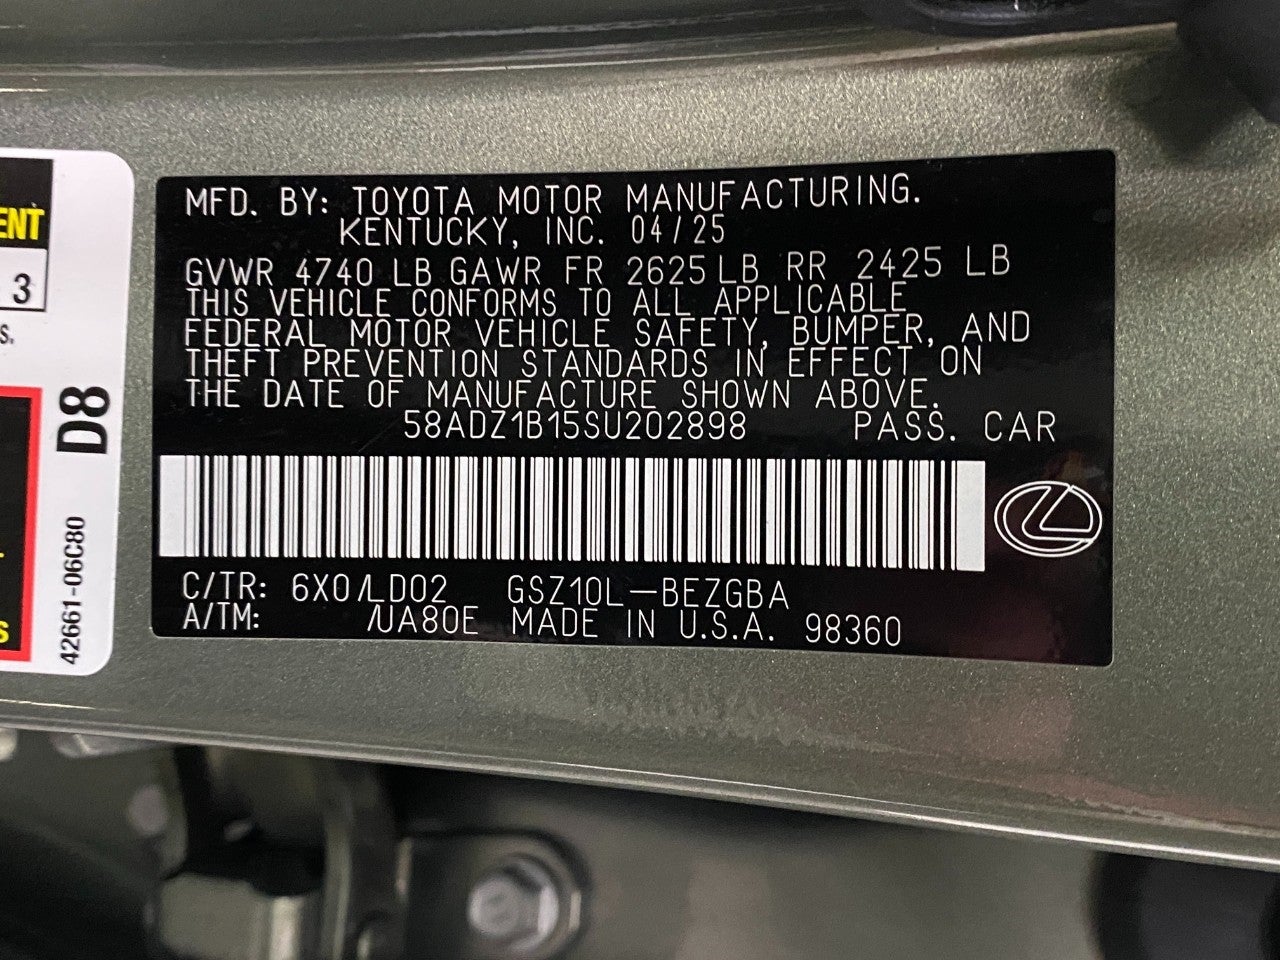 MFD. BY: TOYOTA MOTOR MANUFACTURING.
KENTUCKY, INC. 04/25
GVWR 4740 LB GAWR FR 2625 LB RR 2425 LB
THIS VEHICLE CONFORMS TO ALL APPLICABLE
FEDERAL MOTOR VEHICLE SAFETY, BUMPER, AND
THEFT PREVENTION STANDARDS IN EFFECT ON
THE DATE OF MANUFACTURE SHOWN ABOVE.
58ADZ1B15SU202898 PASS. CAR
C/TR: 6X0/LD02 GSZ10L-BEZGBA
A/TM: /UA80E MADE IN U.S.A. 98360
3
D8
42661-06C80